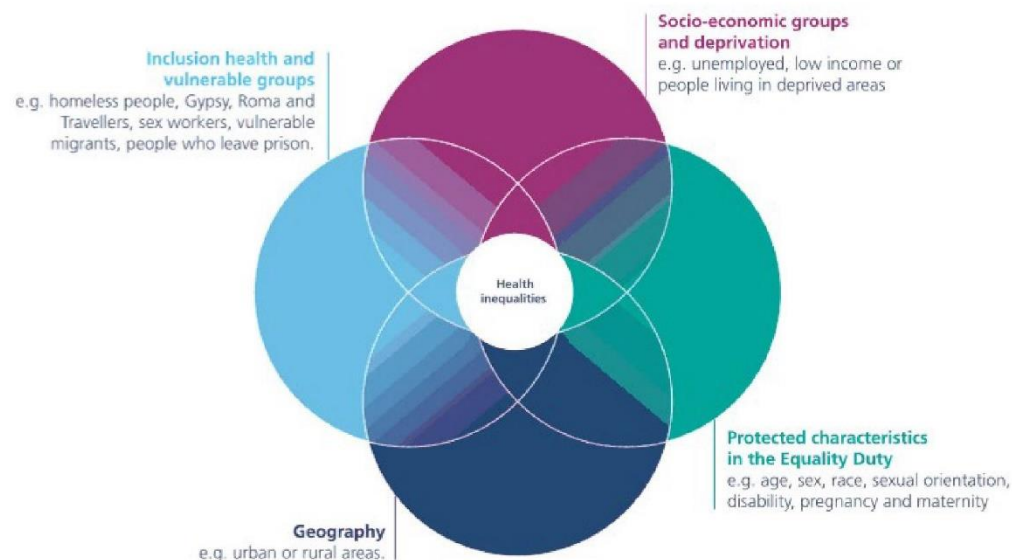 Socio-economic groups
and deprivation
e.g. unemployed, low income or
people living in deprived areas
Inclusion health and
vulnerable groups
e.g. homeless people, Gypsy, Roma and
Travellers, sex workers, vulnerable
migrants, people who leave prison.
Health
inequalities
Protected characteristics
in the Equality Duty
e.g. age, sex, race, sexual orientation,
disability, pregnancy and maternity
Geography
e.g. urban or rural areas.